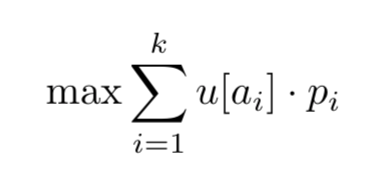 max ∑_{i=1}^{k} u[a_i] · p_i